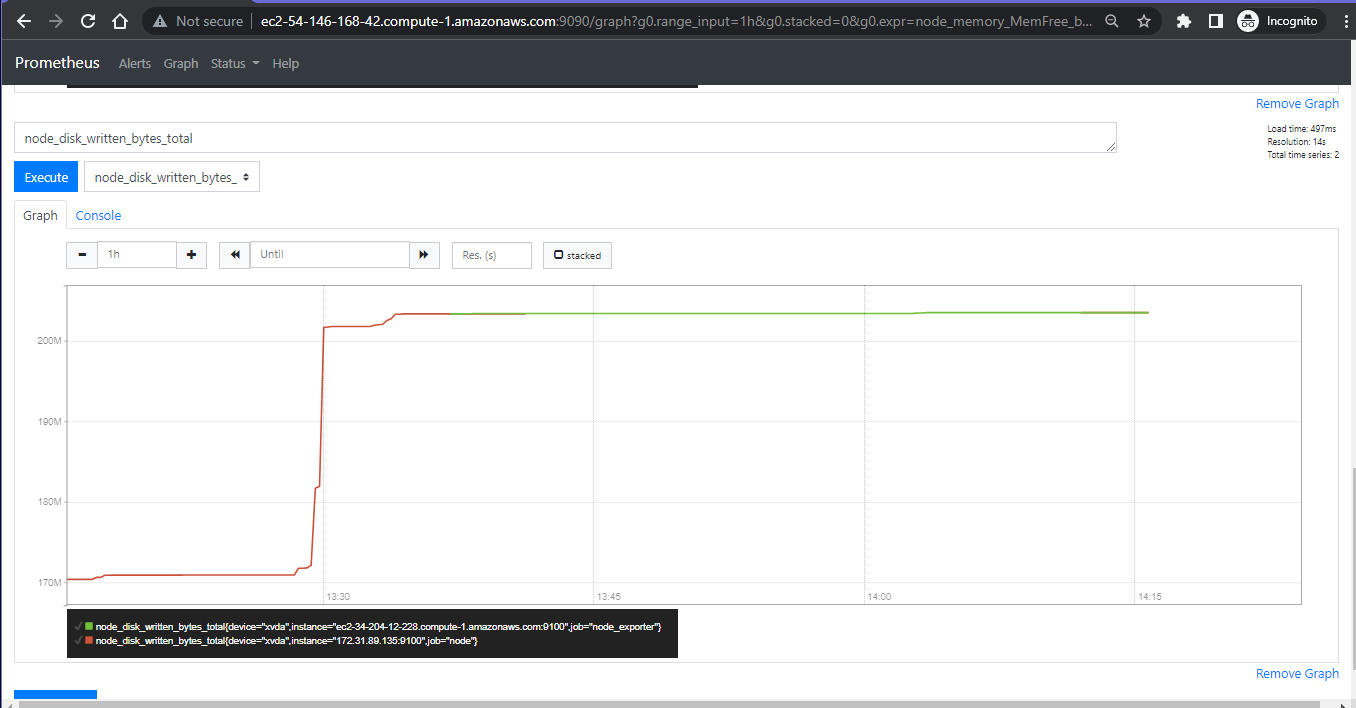 Not secure ec2-54-146-168-42.compute-1.amazonaws.com:9090/graph?g0.range_input=1h&g0.stacked=0&g0.expr=node_memory_MemFree_b... Incognito
Prometheus Alerts Graph Status Help
Remove Graph
node_disk_written_bytes_total
Load time: 497ms
Resolution: 14s
Total time series: 2
Execute node_disk_written_bytes_
Graph Console
1h Until Res. (s) stacked
200M
190M
180M
170M
13:30 13:45 14:00 14:15
node_disk_written_bytes_total{device="xvda",instance="ec2-34-204-12-228.compute-1.amazonaws.com:9100",job="node_exporter"}
node_disk_written_bytes_total{device="xvda",instance="172.31.89.135:9100",job="node"}
Remove Graph